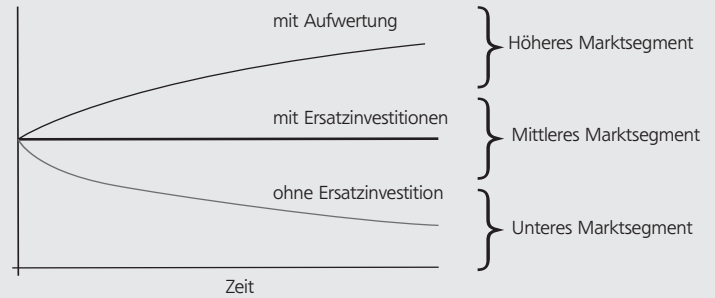 mit Aufwertung
Höheres Marktsegment
mit Ersatzinvestitionen
Mittleres Marktsegment
ohne Ersatzinvestition
Unteres Marktsegment
Zeit